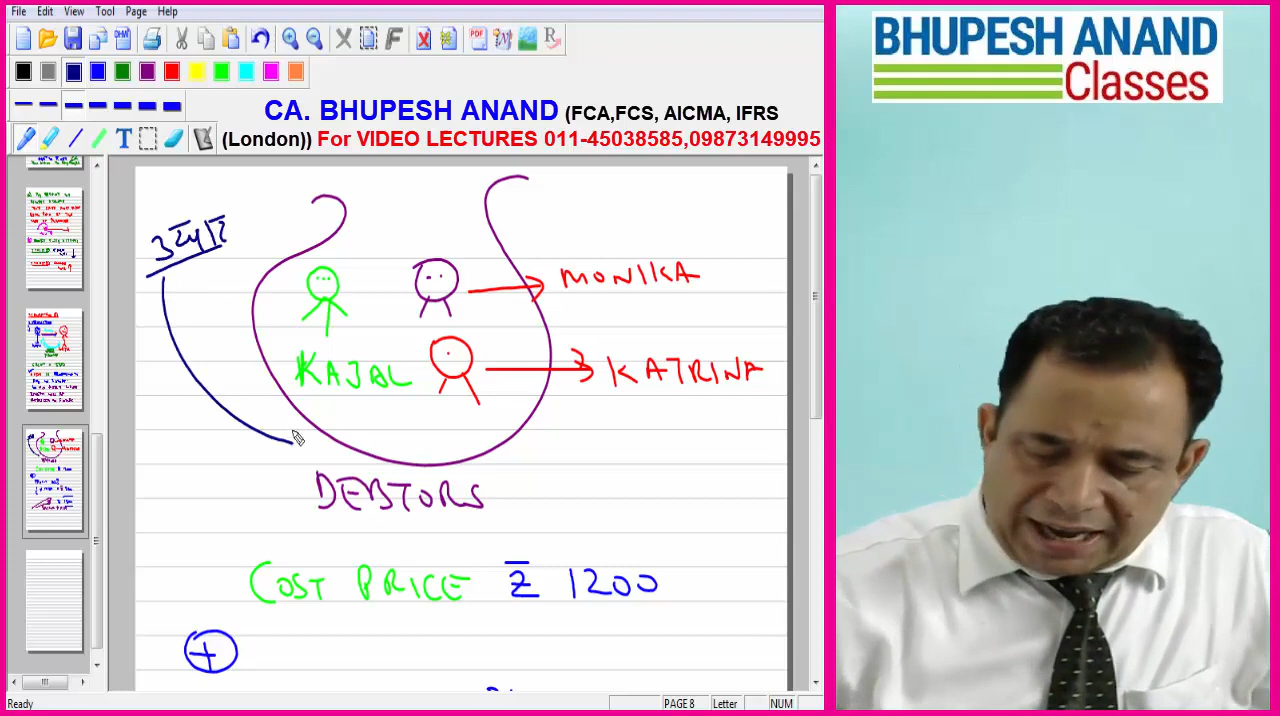 File Edit View Tool Page Help
BHUPESH ANAND
Classes
CA. BHUPESH ANAND (FCA,FCS, AICMA, IFRS
(London)) For VIDEO LECTURES 011-45038585,09873149995
MONIKA
KAJAL
KATRINA
DEBTORS
COST PRICE ₹ 1200
+
Ready
PAGE 8 Letter NUM